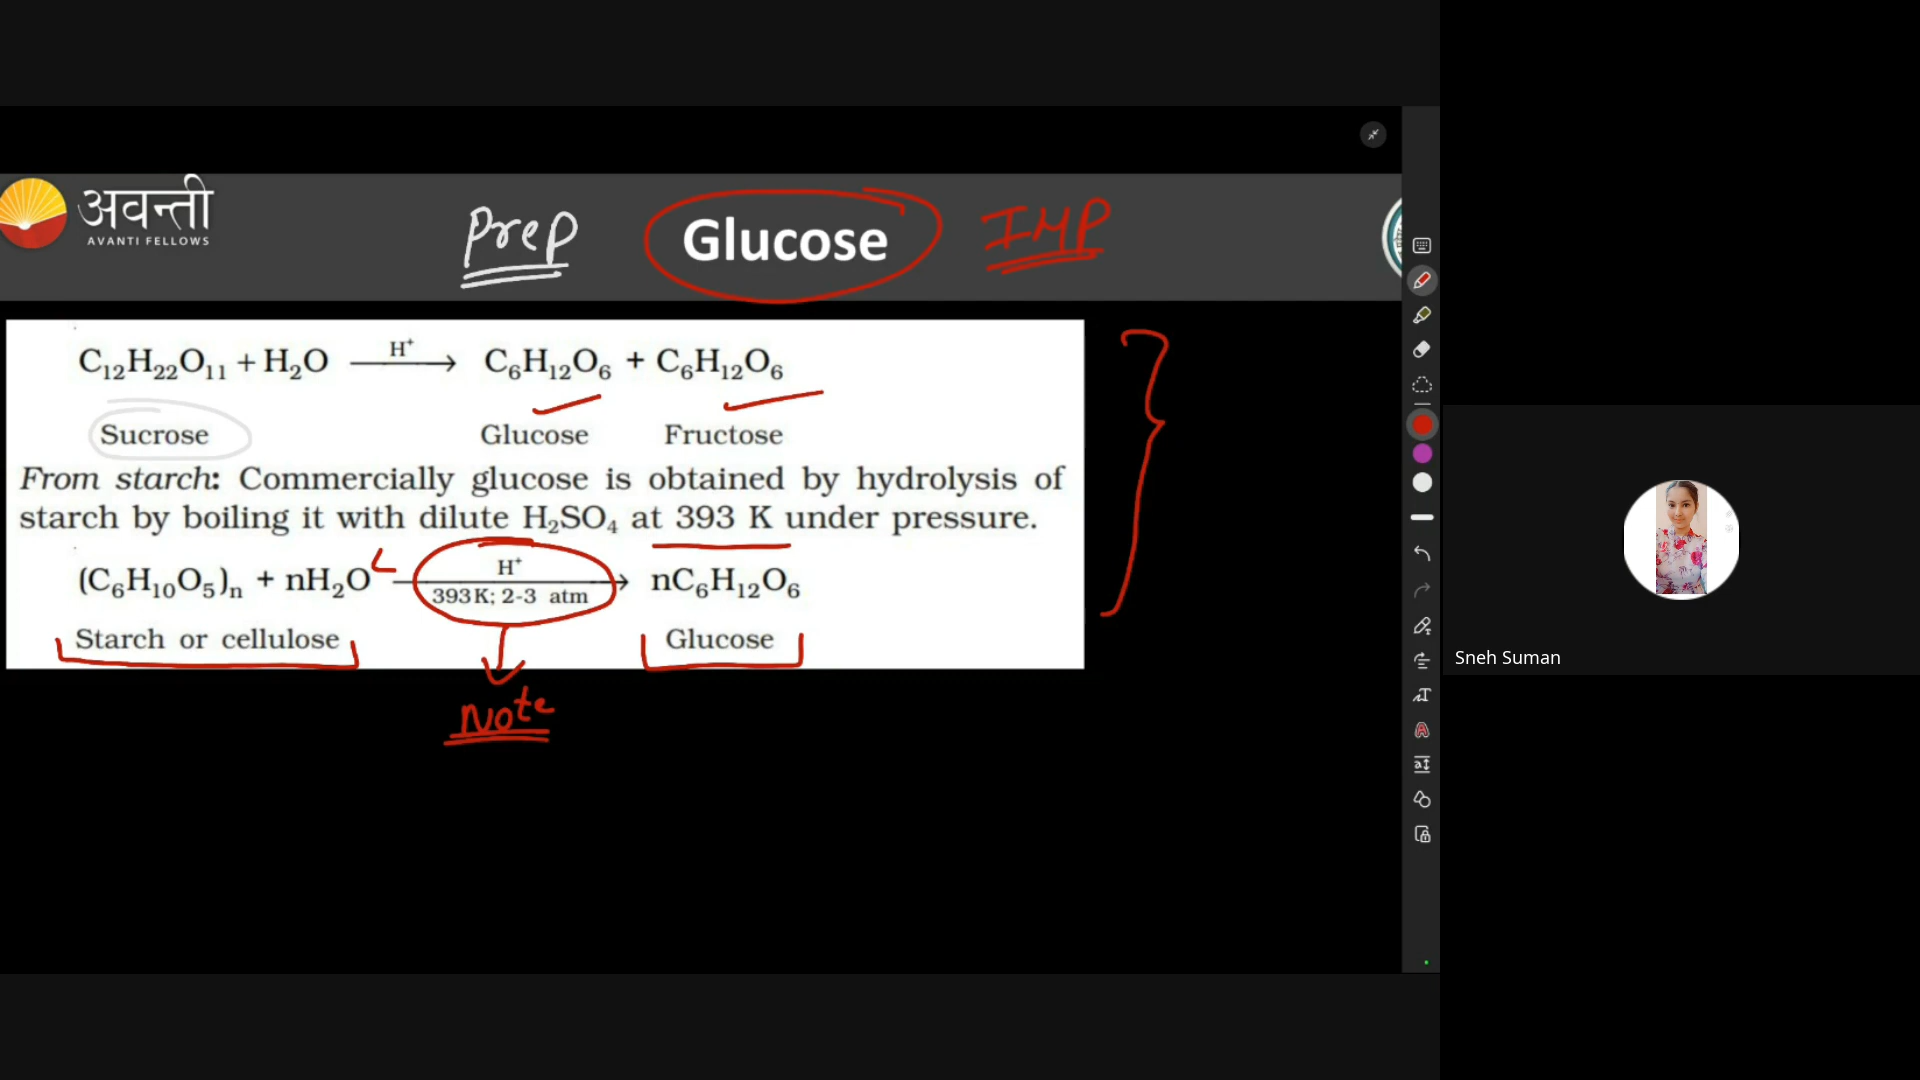 अवन्ती
AVANTI FELLOWS
Prep
Glucose
IMP
C₁₂H₂₂O₁₁ + H₂O —H⁺→ C₆H₁₂O₆ + C₆H₁₂O₆
Sucrose Glucose Fructose
From starch: Commercially glucose is obtained by hydrolysis of
starch by boiling it with dilute H₂SO₄ at 393 K under pressure.
(C₆H₁₀O₅)ₙ + nH₂O —H⁺ / 393 K; 2-3 atm→ nC₆H₁₂O₆
Starch or cellulose Glucose
Note
Sneh Suman